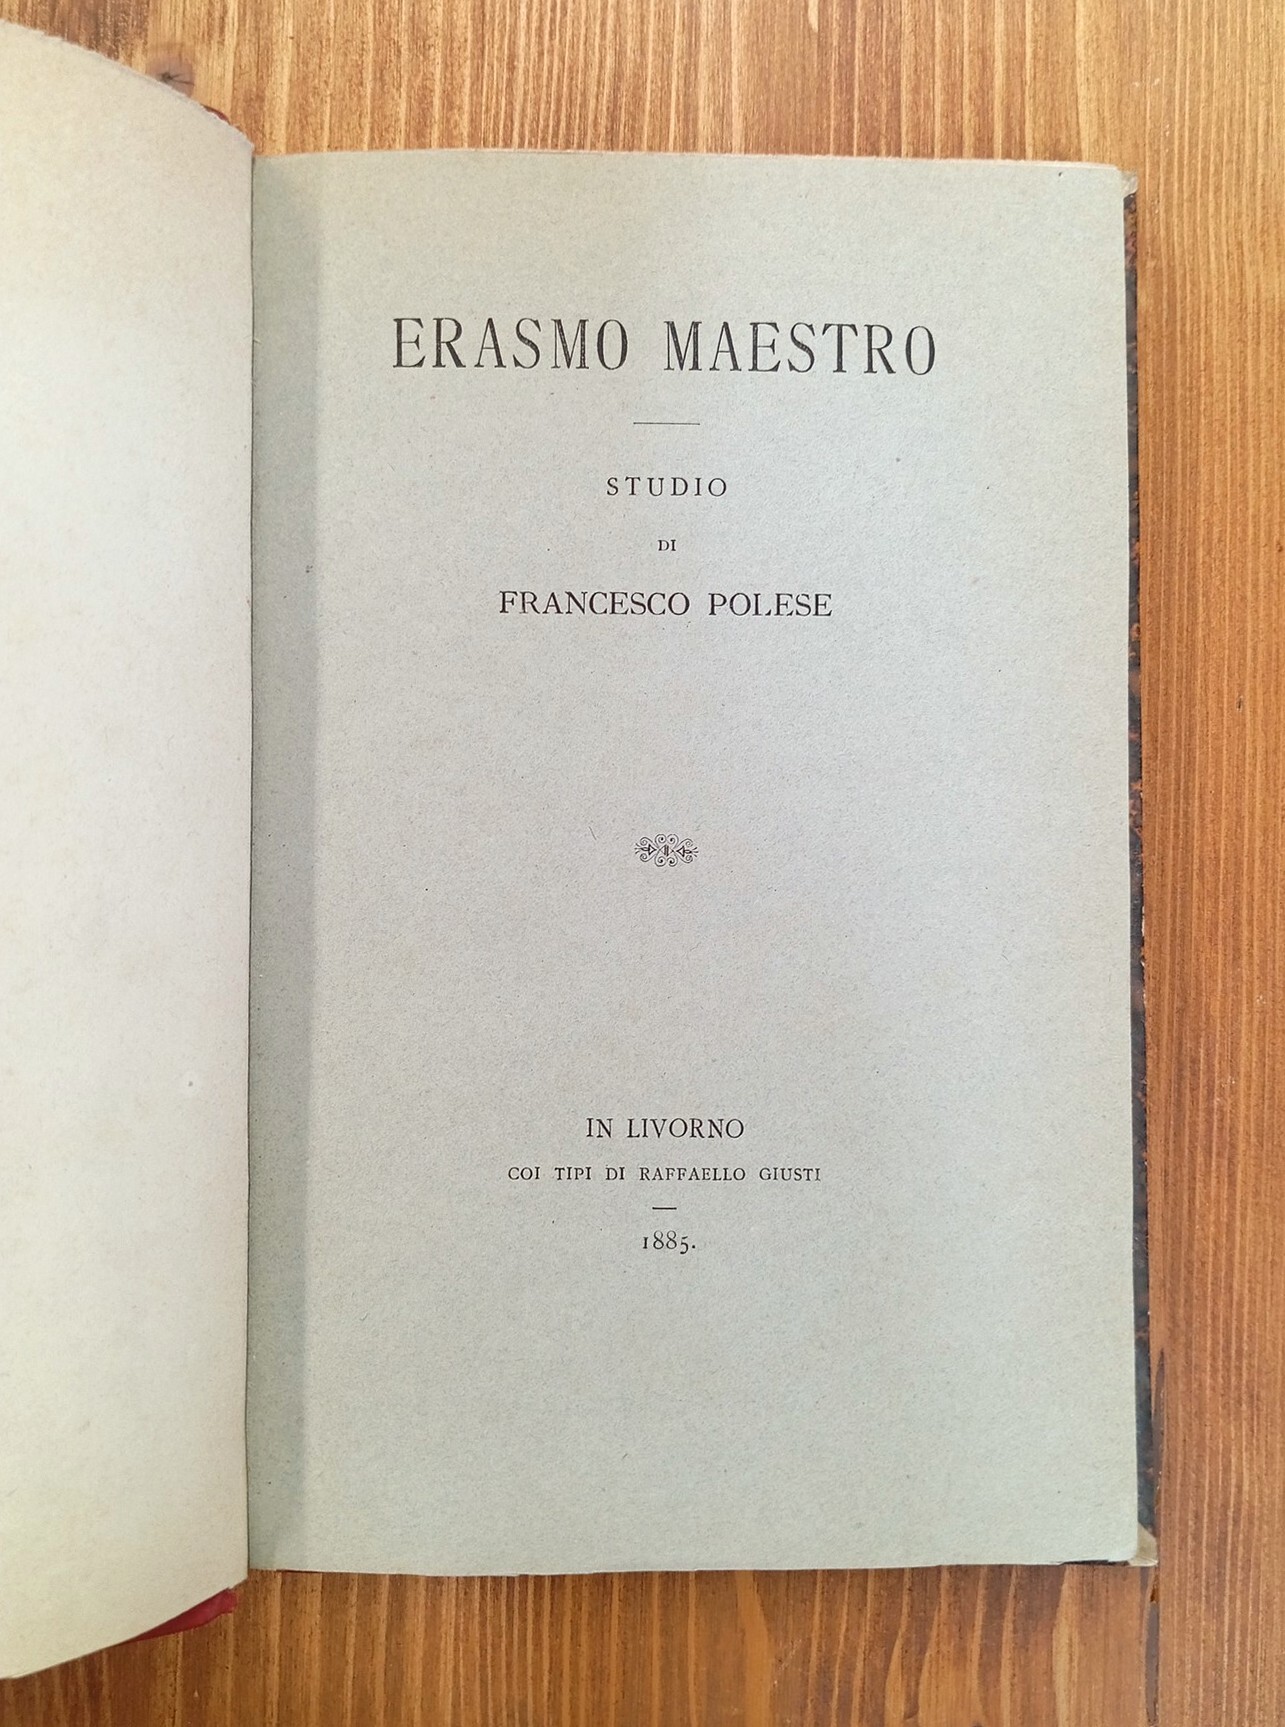 ERASMO MAESTRO
STUDIO
DI
FRANCESCO POLESE
IN LIVORNO
COI TIPI DI RAFFAELLO GIUSTI
1885.